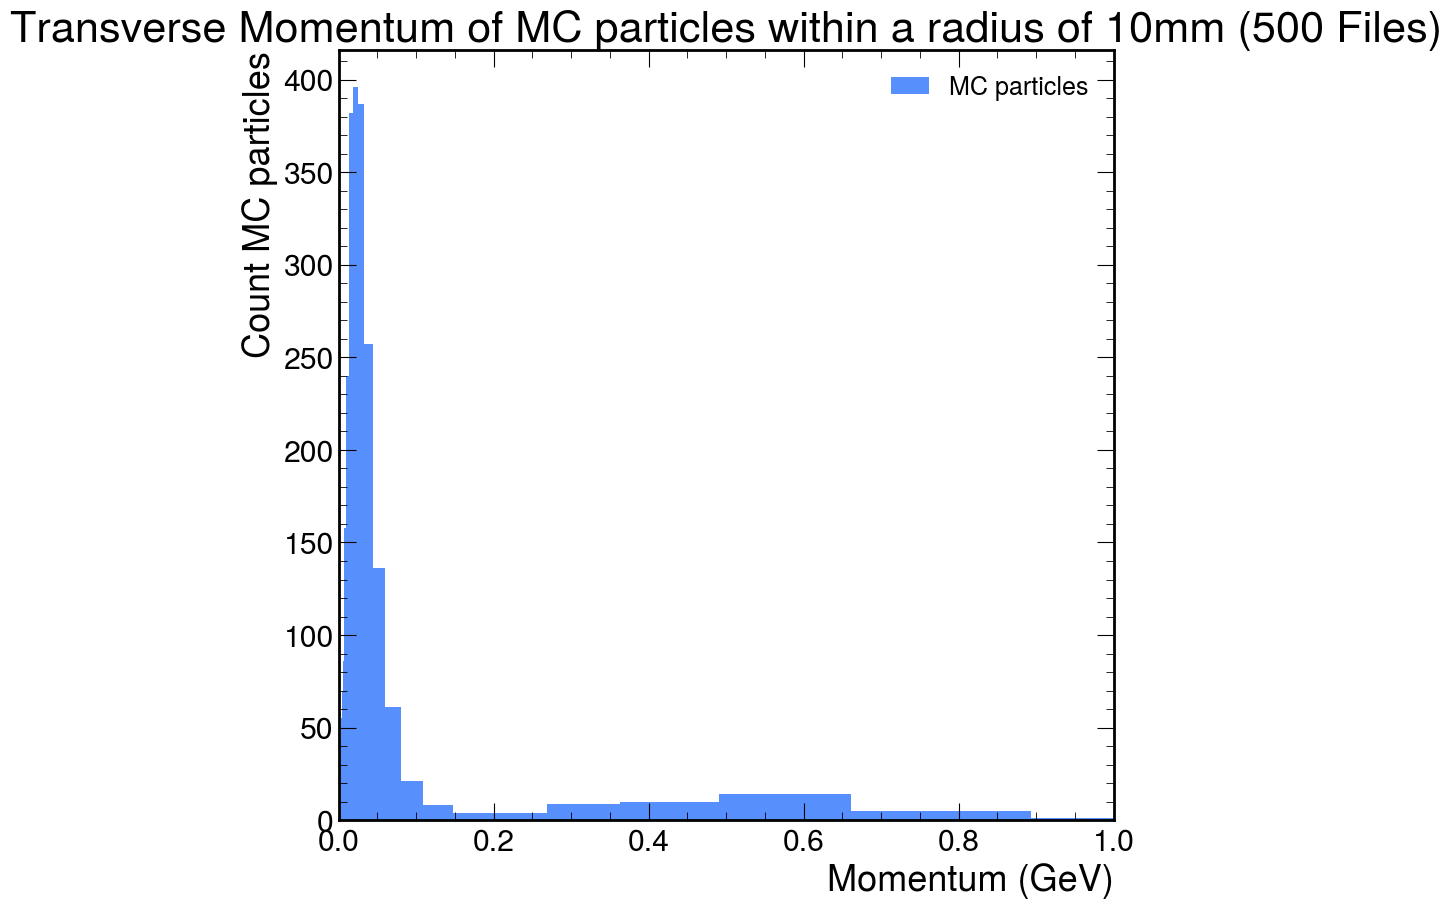 Transverse Momentum of MC particles within a radius of 10mm (500 Files)
MC particles
Count MC particles
400
350
300
250
200
150
100
50
0
0.0 0.2 0.4 0.6 0.8 1.0
Momentum (GeV)